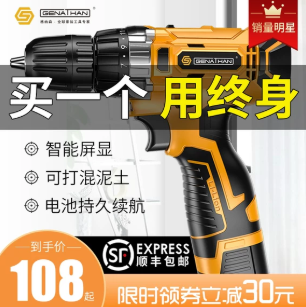 GENATHAN
销量明星
GENATHAN
买一个 用终身
智能屏显
可打混泥土
电池持久续航
到手价
108起
SF EXPRESS
顺丰包邮
限时领券立减30元